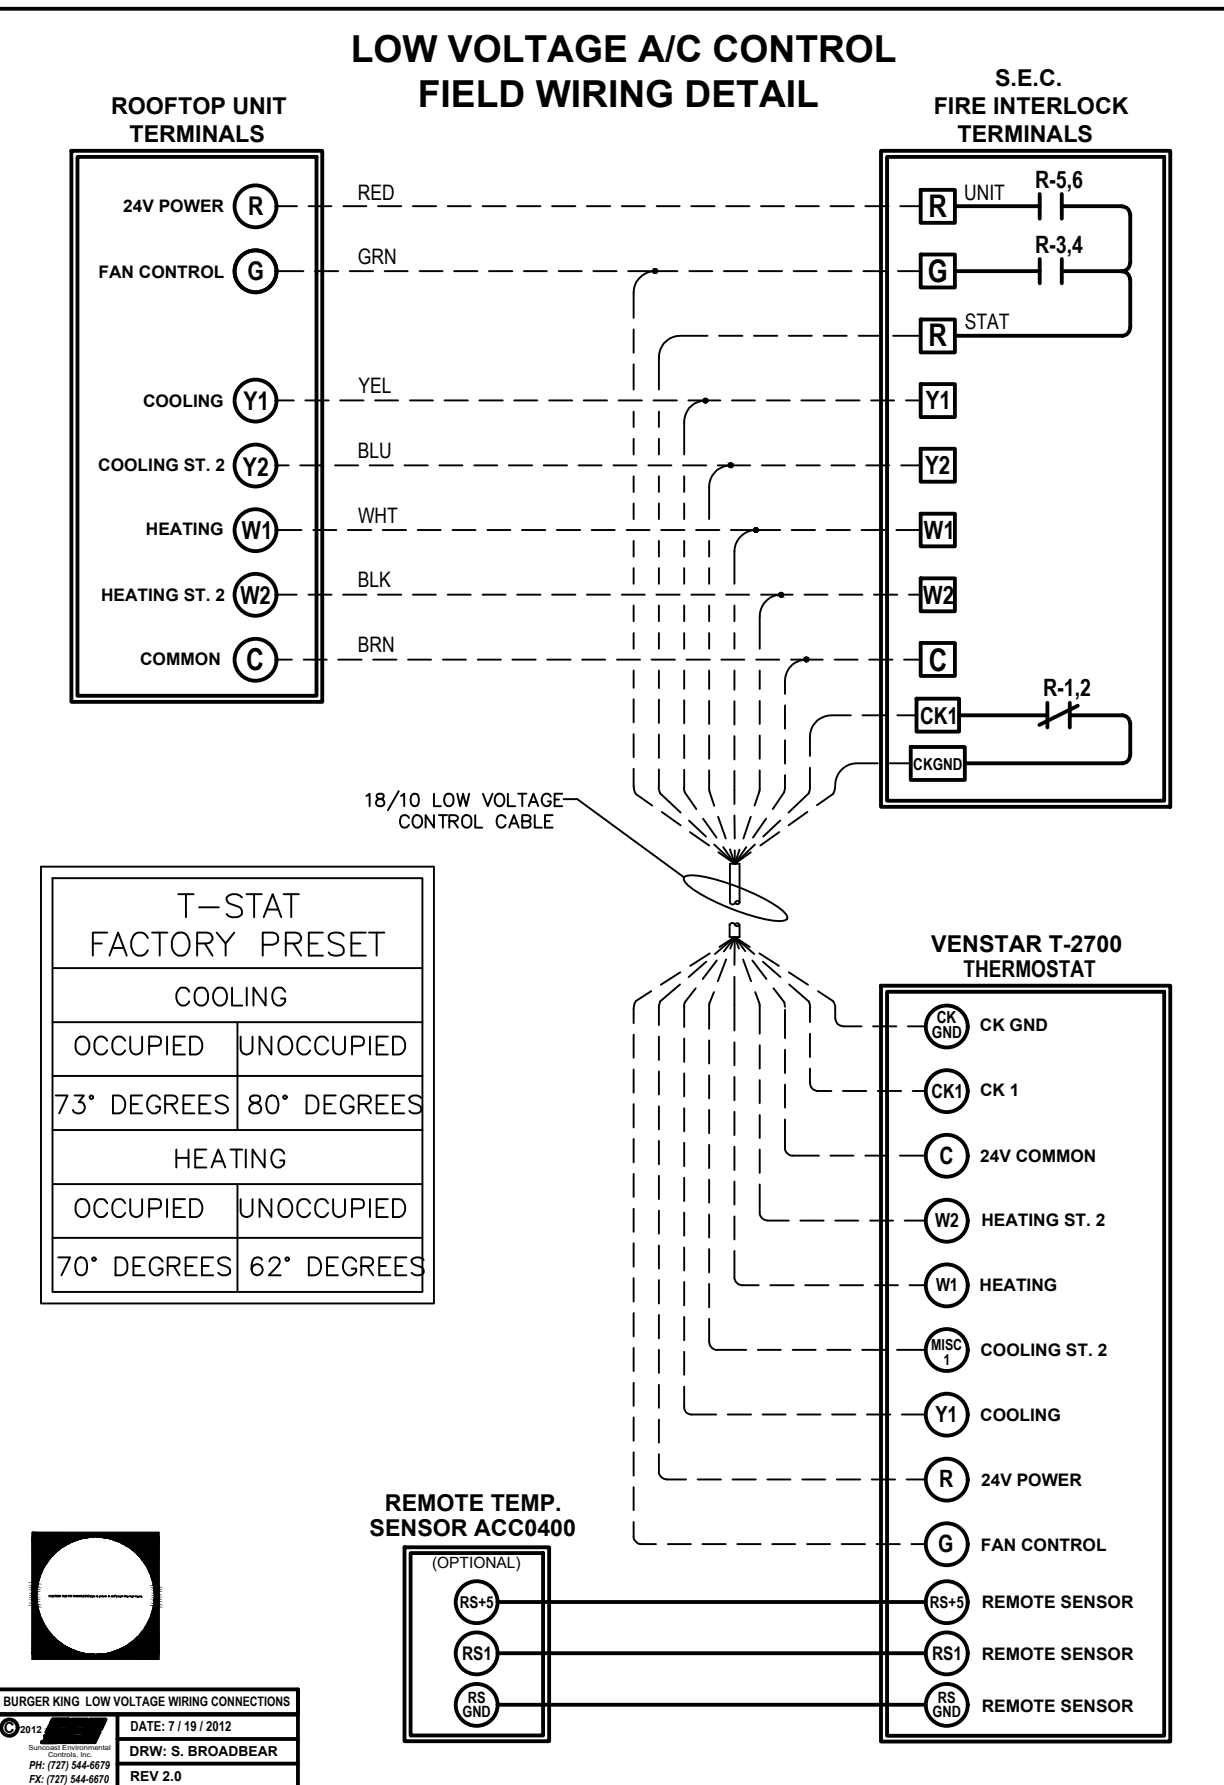 LOW VOLTAGE A/C CONTROL
FIELD WIRING DETAIL
ROOFTOP UNIT
TERMINALS
S.E.C.
FIRE INTERLOCK
TERMINALS
24V POWER R RED R UNIT R-5,6
FAN CONTROL G GRN G R-3,4
R STAT
COOLING Y1 YEL Y1
COOLING ST. 2 Y2 BLU Y2
HEATING W1 WHT W1
HEATING ST. 2 W2 BLK W2
COMMON C BRN C
CK1 R-1,2
CKGND
18/10 LOW VOLTAGE
CONTROL CABLE
T-STAT
FACTORY PRESET
COOLING
OCCUPIED UNOCCUPIED
73° DEGREES 80° DEGREES
HEATING
OCCUPIED UNOCCUPIED
70° DEGREES 62° DEGREES
VENSTAR T-2700
THERMOSTAT
CK
GND CK GND
CK1 CK 1
C 24V COMMON
W2 HEATING ST. 2
W1 HEATING
MISC
1 COOLING ST. 2
Y1 COOLING
R 24V POWER
G FAN CONTROL
RS+5 REMOTE SENSOR
RS1 REMOTE SENSOR
RS
GND REMOTE SENSOR
REMOTE TEMP.
SENSOR ACC0400
(OPTIONAL)
RS+5
RS1
RS
GND
BURGER KING LOW VOLTAGE WIRING CONNECTIONS
© 2012
Suncoast Environmental
Controls, Inc.
PH: (727) 544-6679
FX: (727) 544-6670
DATE: 7 / 19 / 2012
DRW: S. BROADBEAR
REV 2.0